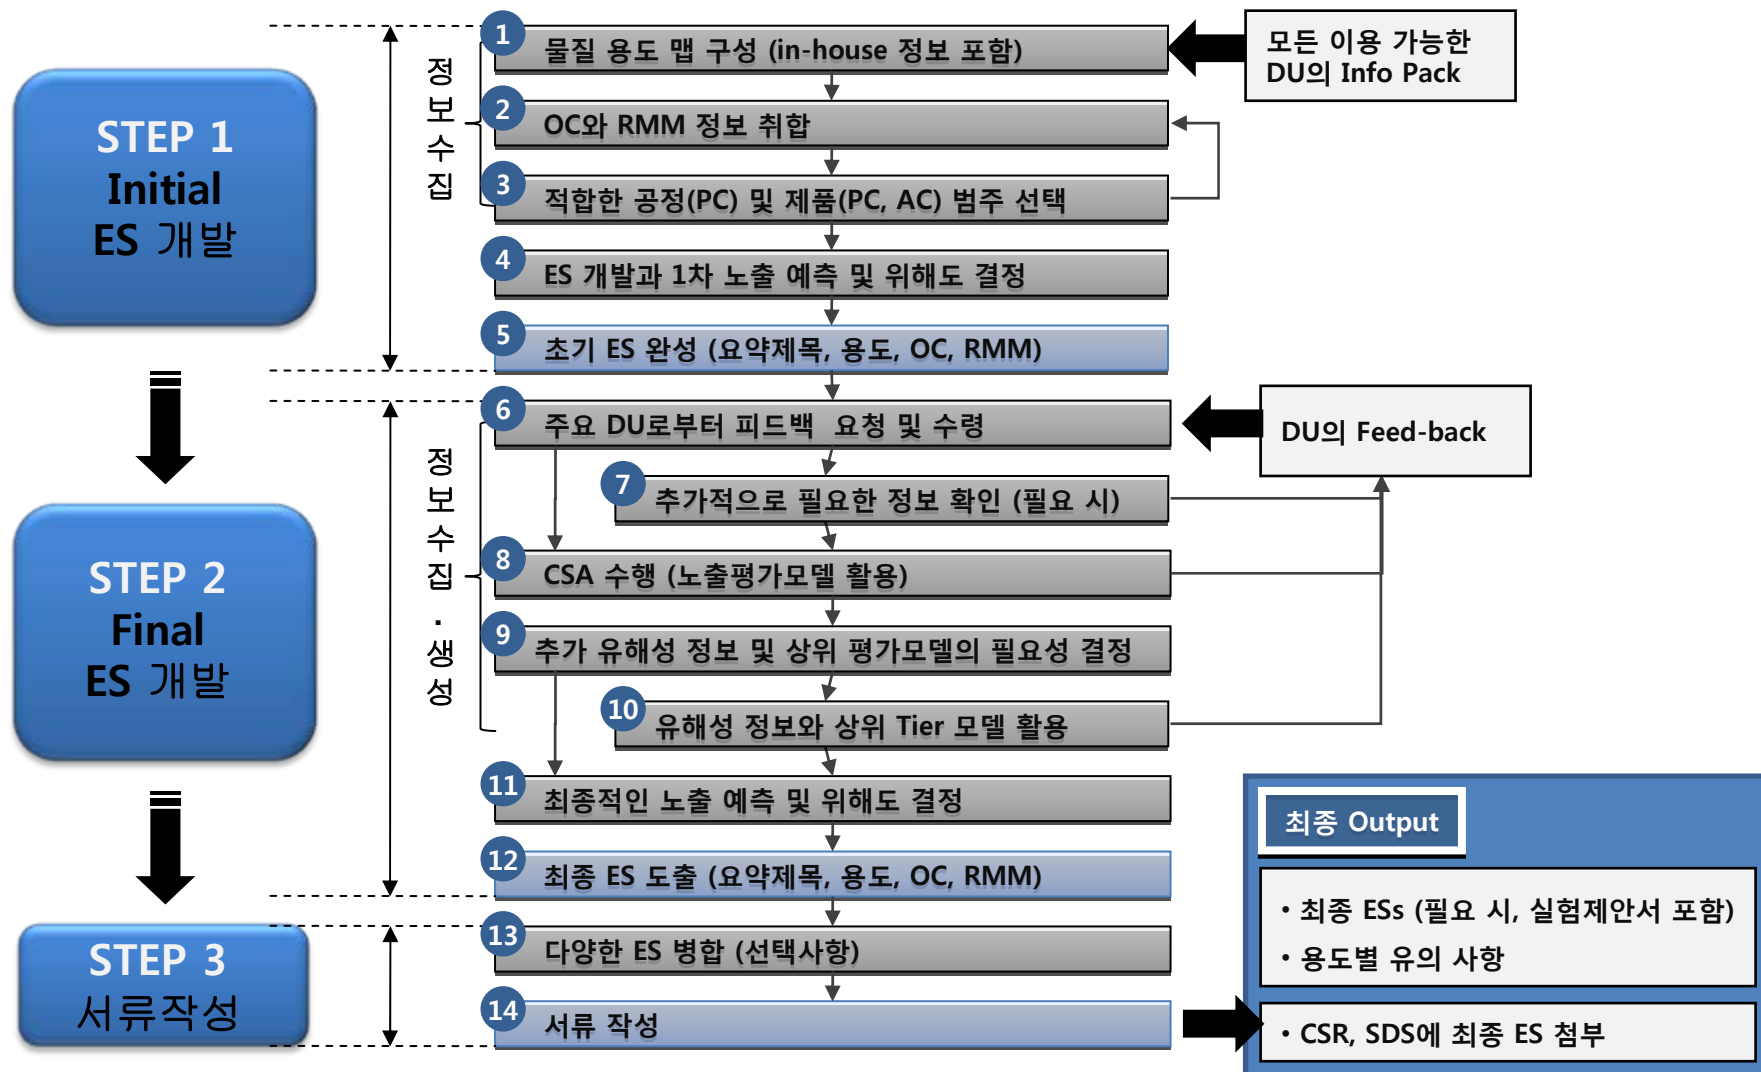 STEP 1
Initial
ES 개발
STEP 2
Final
ES 개발
STEP 3
서류작성
정보수집
정보수집·생성
1
물질 용도 맵 구성 (in-house 정보 포함)
모든 이용 가능한
DU의 Info Pack
2
OC와 RMM 정보 취합
3
적합한 공정(PC) 및 제품(PC, AC) 범주 선택
4
ES 개발과 1차 노출 예측 및 위해도 결정
5
초기 ES 완성 (요약제목, 용도, OC, RMM)
6
주요 DU로부터 피드백 요청 및 수령
DU의 Feed-back
7
추가적으로 필요한 정보 확인 (필요 시)
8
CSA 수행 (노출평가모델 활용)
9
추가 유해성 정보 및 상위 평가모델의 필요성 결정
10
유해성 정보와 상위 Tier 모델 활용
11
최종적인 노출 예측 및 위해도 결정
12
최종 ES 도출 (요약제목, 용도, OC, RMM)
13
다양한 ES 병합 (선택사항)
14
서류 작성
최종 Output
• 최종 ESs (필요 시, 실험제안서 포함)
• 용도별 유의 사항
• CSR, SDS에 최종 ES 첨부